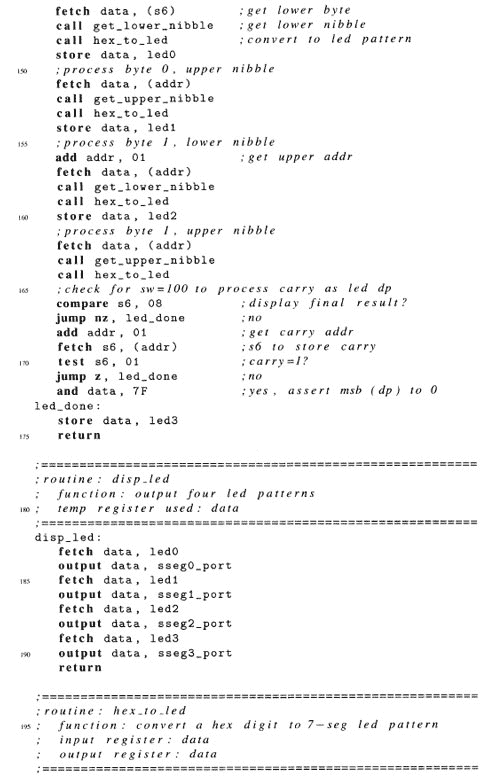 fetch data, (s6) ;get lower byte
call get_lower_nibble ;get lower nibble
call hex_to_led ;convert to led pattern
store data, led0
150 ;process byte 0, upper nibble
fetch data, (addr)
call get_upper_nibble
call hex_to_led
store data, led1
155 ;process byte 1, lower nibble
add addr, 01 ;get upper addr
fetch data, (addr)
call get_lower_nibble
call hex_to_led
160 store data, led2
;process byte 1, upper nibble
fetch data, (addr)
call get_upper_nibble
call hex_to_led
165 ;check for sw=100 to process carry as led dp
compare s6, 08 ;display final result?
jump nz, led_done ;no
add addr, 01 ;get carry addr
fetch s6, (addr) ;s6 to store carry
170 test s6, 01 ;carry=1?
jump z, led_done ;no
and data, 7F ;yes, assert msb (dp) to 0
led_done:
store data, led3
175 return
;===================================================
;routine: disp_led
; function: output four led patterns
180 ; temp register used: data
;===================================================
disp_led:
fetch data, led0
output data, sseg0_port
185 fetch data, led1
output data, sseg1_port
fetch data, led2
output data, sseg2_port
fetch data, led3
190 output data, sseg3_port
return
;===================================================
;routine: hex_to_led
195 ; function: convert a hex digit to 7-seg led pattern
; input register: data
; output register: data
;===================================================